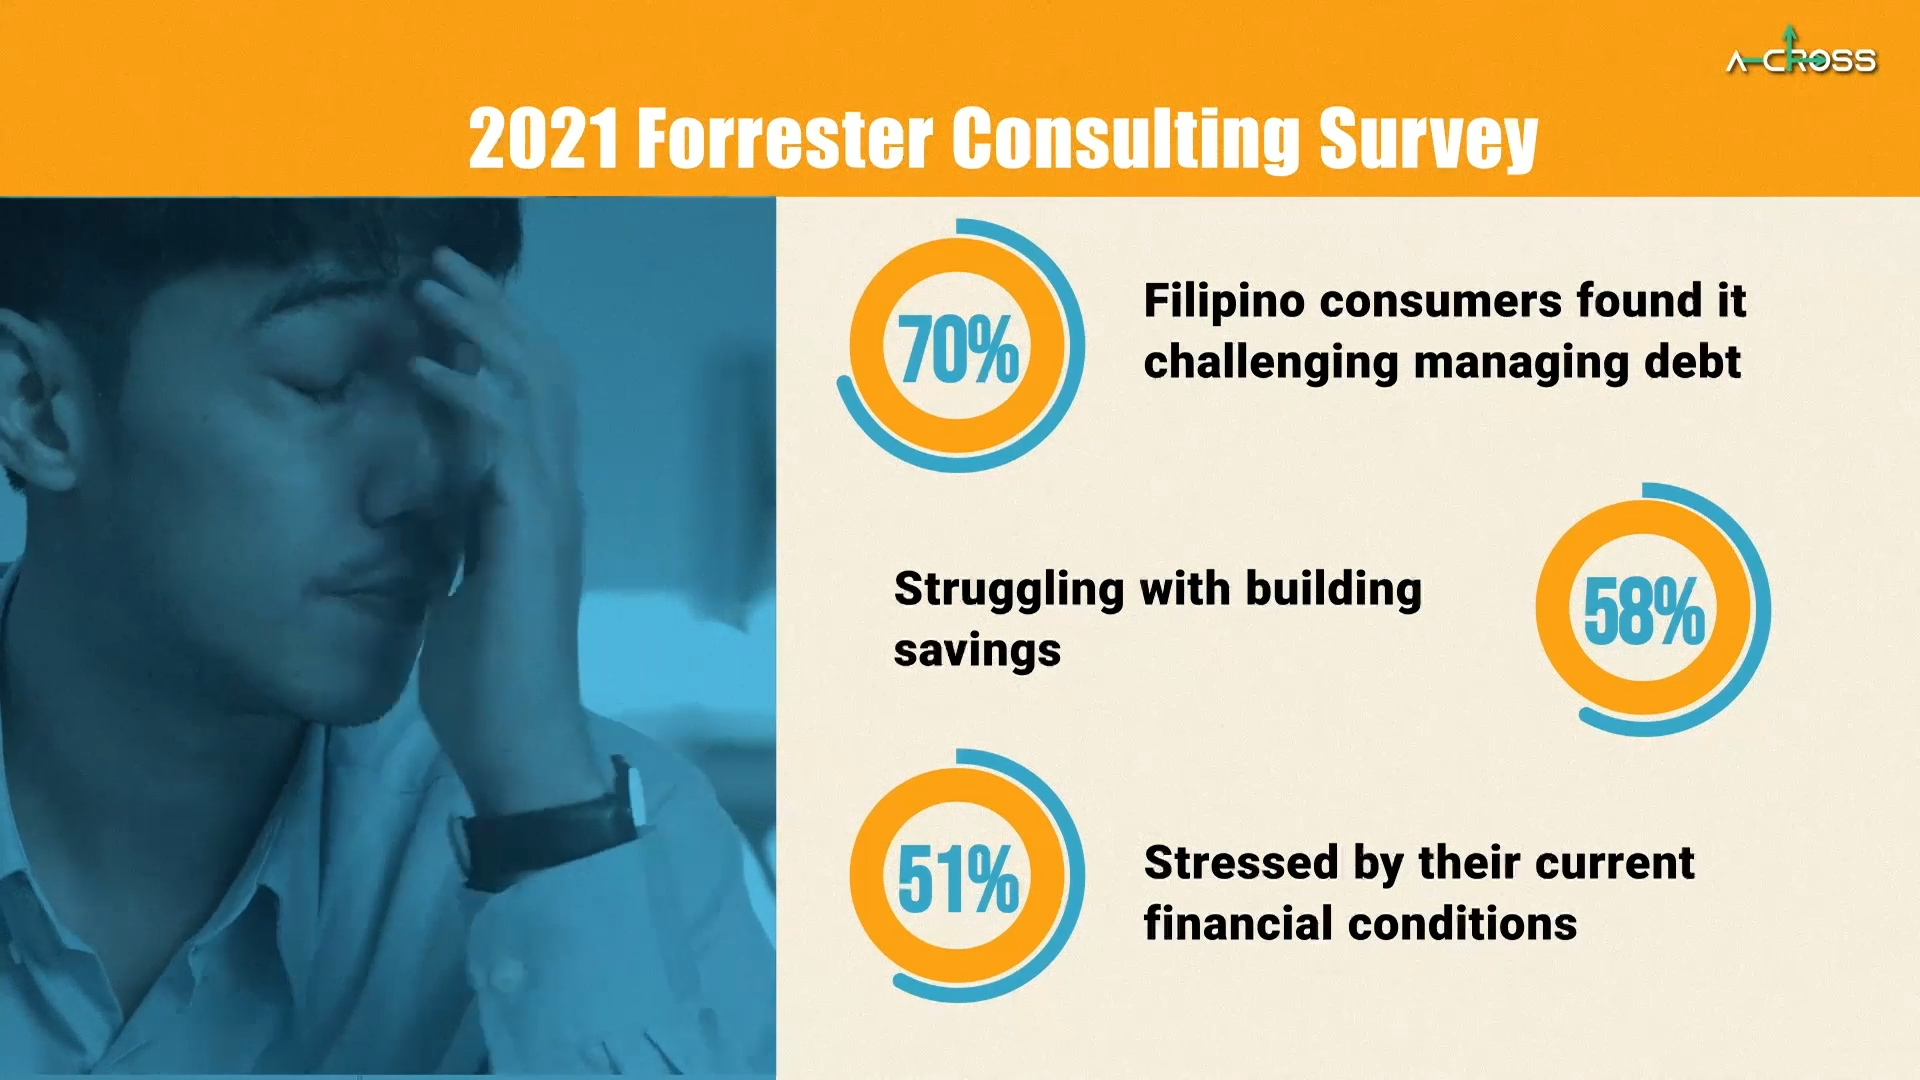 A-CROSS
2021 Forrester Consulting Survey
70%
Filipino consumers found it
challenging managing debt
Struggling with building
savings
58%
51%
Stressed by their current
financial conditions